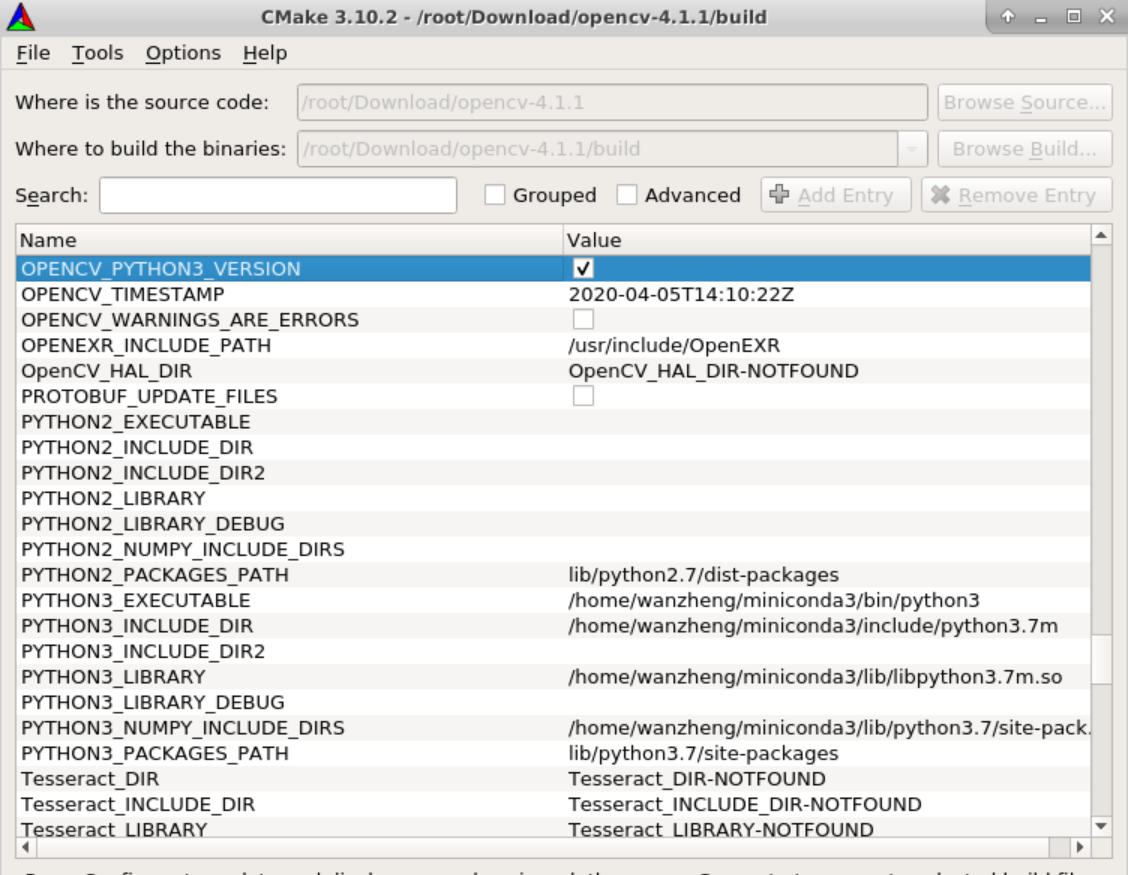 CMake 3.10.2 - /root/Download/opencv-4.1.1/build
File Tools Options Help
Where is the source code: /root/Download/opencv-4.1.1 Browse Source...
Where to build the binaries: /root/Download/opencv-4.1.1/build Browse Build...
Search: Grouped Advanced Add Entry Remove Entry
Name Value
OPENCV_PYTHON3_VERSION
OPENCV_TIMESTAMP 2020-04-05T14:10:22Z
OPENCV_WARNINGS_ARE_ERRORS
OPENEXR_INCLUDE_PATH /usr/include/OpenEXR
OpenCV_HAL_DIR OpenCV_HAL_DIR-NOTFOUND
PROTOBUF_UPDATE_FILES
PYTHON2_EXECUTABLE
PYTHON2_INCLUDE_DIR
PYTHON2_INCLUDE_DIR2
PYTHON2_LIBRARY
PYTHON2_LIBRARY_DEBUG
PYTHON2_NUMPY_INCLUDE_DIRS
PYTHON2_PACKAGES_PATH lib/python2.7/dist-packages
PYTHON3_EXECUTABLE /home/wanzheng/miniconda3/bin/python3
PYTHON3_INCLUDE_DIR /home/wanzheng/miniconda3/include/python3.7m
PYTHON3_INCLUDE_DIR2
PYTHON3_LIBRARY /home/wanzheng/miniconda3/lib/libpython3.7m.so
PYTHON3_LIBRARY_DEBUG
PYTHON3_NUMPY_INCLUDE_DIRS /home/wanzheng/miniconda3/lib/python3.7/site-pack.
PYTHON3_PACKAGES_PATH lib/python3.7/site-packages
Tesseract_DIR Tesseract_DIR-NOTFOUND
Tesseract_INCLUDE_DIR Tesseract_INCLUDE_DIR-NOTFOUND
Tesseract_LIBRARY Tesseract_LIBRARY-NOTFOUND